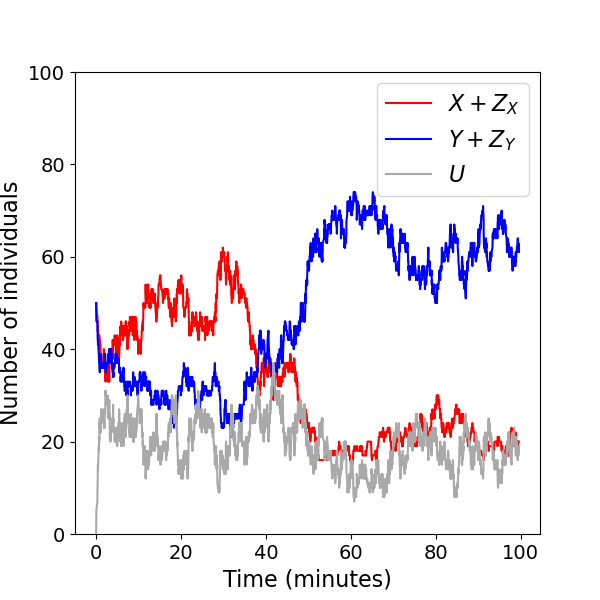 100
80
60
40
20
0
Number of individuals
X + Z_X
Y + Z_Y
U
0 20 40 60 80 100
Time (minutes)